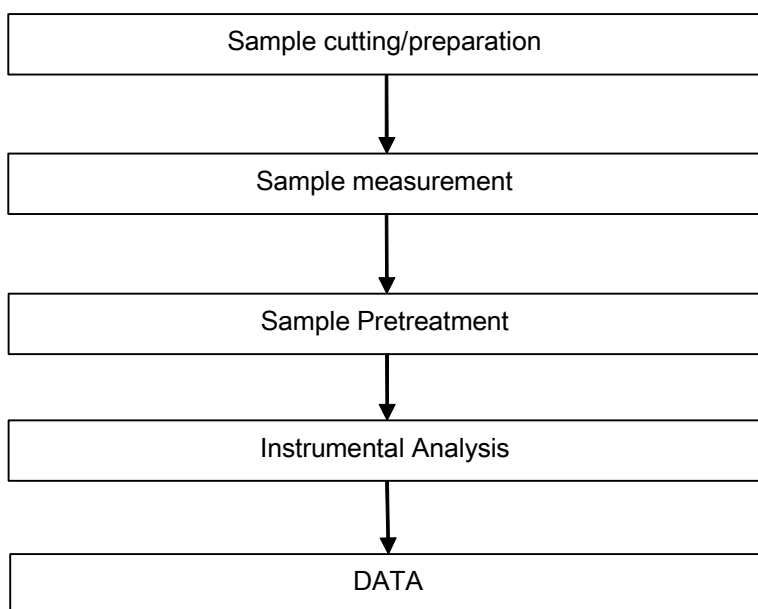 Sample cutting/preparation
Sample measurement
Sample Pretreatment
Instrumental Analysis
DATA